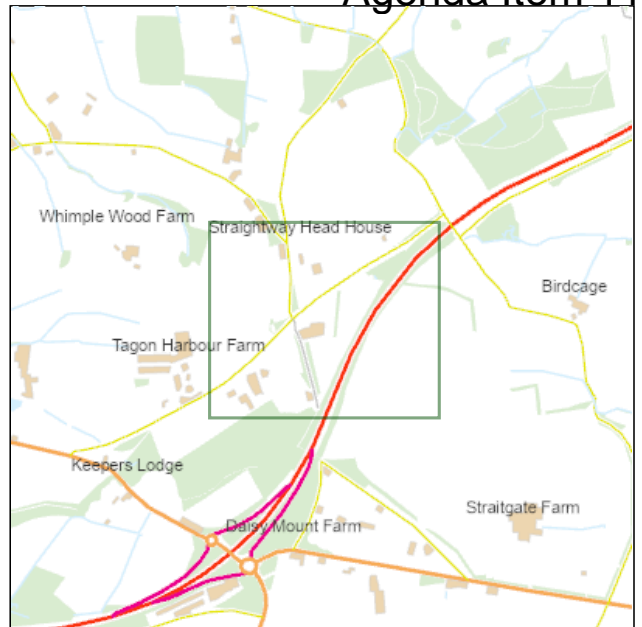 Agenda Item 1
Whimple Wood Farm
Straightway Head House
Birdcage
Tagon Harbour Farm
Keepers Lodge
Straitgate Farm
Daisy Mount Farm